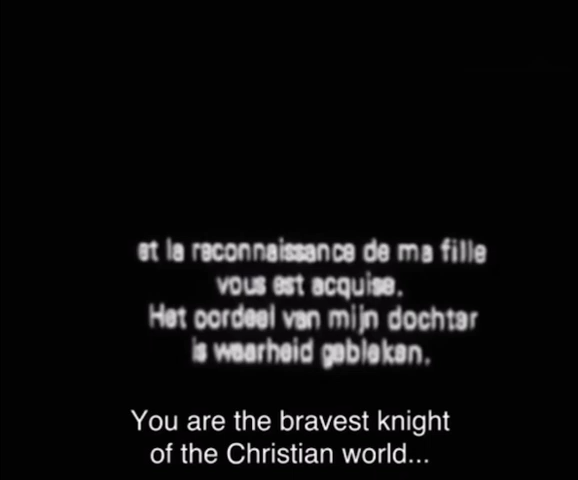 et la reconnaissance de ma fille
vous est acquise.
Het oordeel van mijn dochter
is waarheid gebleken.
You are the bravest knight
of the Christian world...